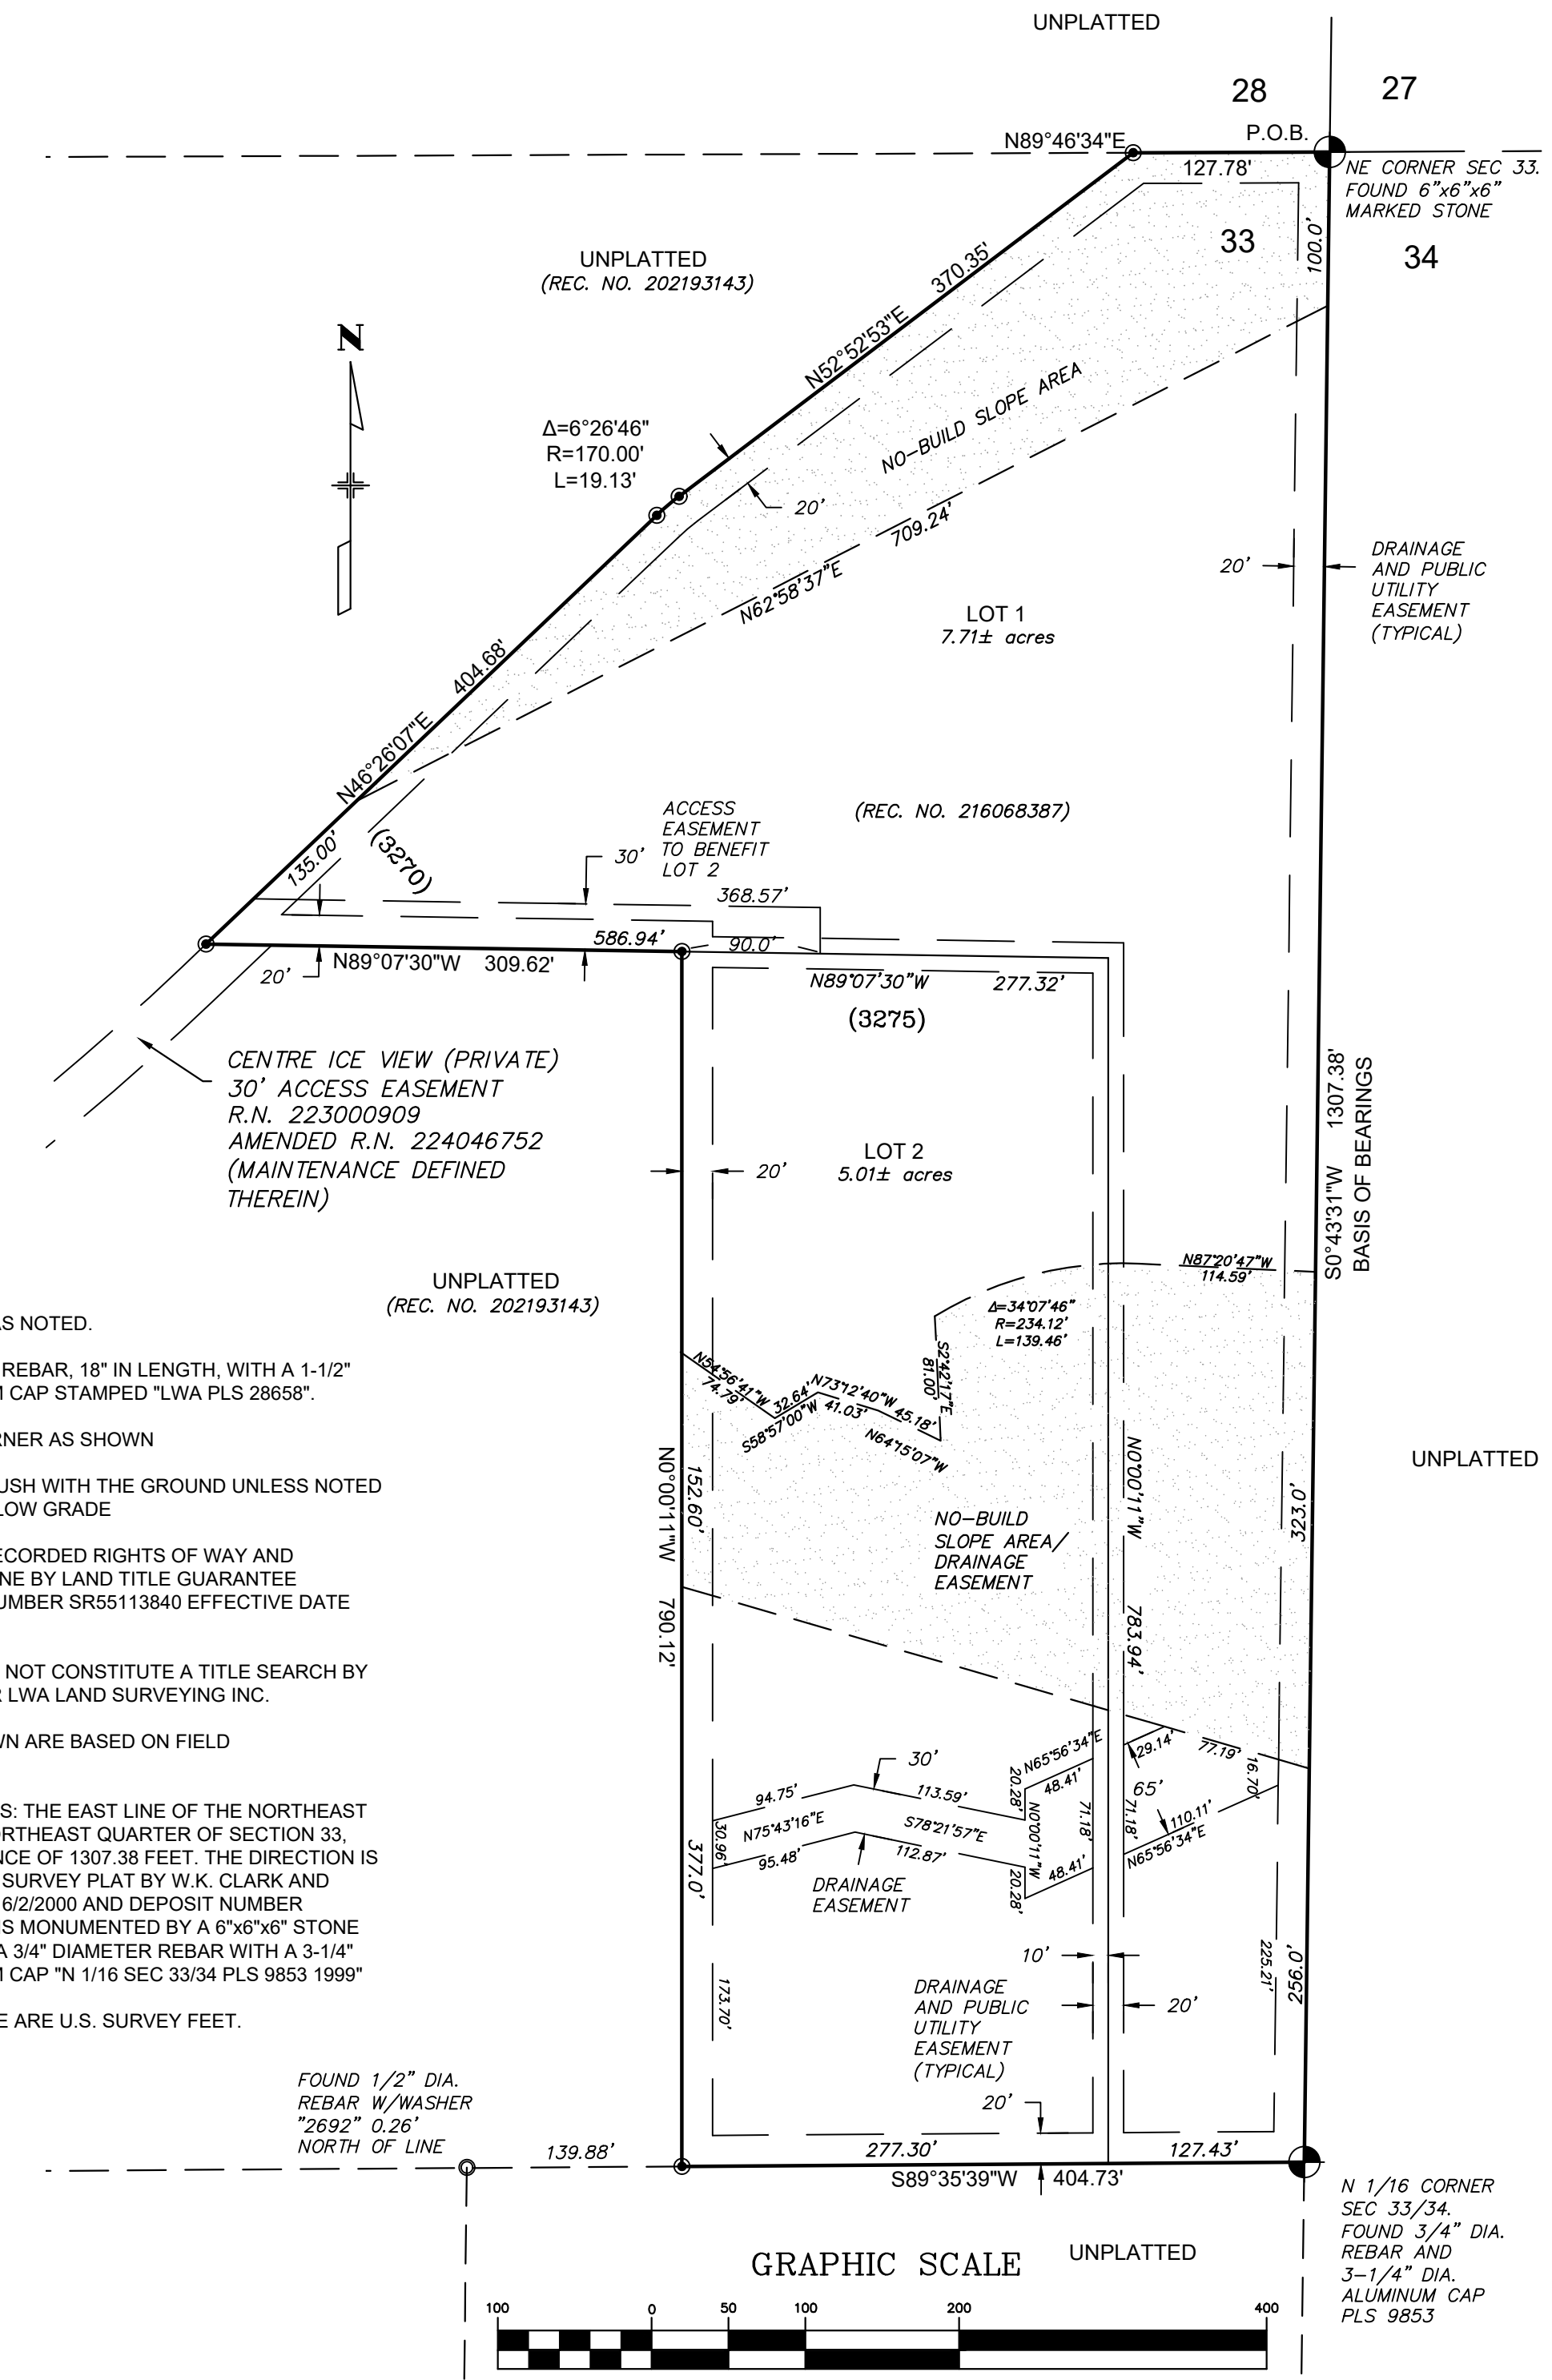 UNPLATTED
28
27
N89°46'34"E
P.O.B.
127.78'
NE CORNER SEC 33.
FOUND 6"x6"x6"
MARKED STONE
33
34
100.0'
UNPLATTED
(REC. NO. 202193143)
370.35'
N52°52'53"E
N
NO-BUILD SLOPE AREA
Δ=6°26'46"
R=170.00'
L=19.13'
20'
709.24'
N62°58'37"E
20'
DRAINAGE
AND PUBLIC
UTILITY
EASEMENT
(TYPICAL)
LOT 1
7.71± acres
404.68'
N46°26'07"E
ACCESS
EASEMENT
TO BENEFIT
LOT 2
30'
(REC. NO. 216068387)
135.00'
(3270)
368.57'
586.94'
90.0'
20'
N89°07'30"W 309.62'
N89°07'30"W 277.32'
(3275)
CENTRE ICE VIEW (PRIVATE)
30' ACCESS EASEMENT
R.N. 223000909
AMENDED R.N. 224046752
(MAINTENANCE DEFINED
THEREIN)
S0°43'31"W 1307.38'
BASIS OF BEARINGS
LOT 2
5.01± acres
20'
UNPLATTED
(REC. NO. 202193143)
N87°20'47"W
114.59'
Δ=34°07'46"
R=234.12'
L=139.46'
S2°42'17"E
81.00'
N54°56'41"W
74.79'
32.64'
S58°57'00"W
N73°12'40"W
41.03'
45.18'
N64°15'07"W
AS NOTED.
REBAR, 18" IN LENGTH, WITH A 1-1/2"
M CAP STAMPED "LWA PLS 28658".
RNER AS SHOWN
USH WITH THE GROUND UNLESS NOTED
LOW GRADE
ECORDED RIGHTS OF WAY AND
NE BY LAND TITLE GUARANTEE
UMBER SR55113840 EFFECTIVE DATE
NOT CONSTITUTE A TITLE SEARCH BY
R LWA LAND SURVEYING INC.
WN ARE BASED ON FIELD
S: THE EAST LINE OF THE NORTHEAST
ORTHEAST QUARTER OF SECTION 33,
NCE OF 1307.38 FEET. THE DIRECTION IS
SURVEY PLAT BY W.K. CLARK AND
6/2/2000 AND DEPOSIT NUMBER
IS MONUMENTED BY A 6"x6"x6" STONE
A 3/4" DIAMETER REBAR WITH A 3-1/4"
M CAP "N 1/16 SEC 33/34 PLS 9853 1999"
E ARE U.S. SURVEY FEET.
N0°00'11"W 790.12'
152.60'
N0°00'11"W 783.94'
323.0'
UNPLATTED
NO-BUILD
SLOPE AREA/
DRAINAGE
EASEMENT
30'
94.75'
N75°43'16"E
95.48'
30.96'
377.0'
113.59'
S78°21'57"E
112.87'
20.28'
N65°56'34"E
48.41'
N0°00'11"W
71.18'
20.28'
48.41'
71.18'
29.14'
65'
77.19'
16.70'
110.11'
N65°56'34"E
DRAINAGE
EASEMENT
10'
20'
DRAINAGE
AND PUBLIC
UTILITY
EASEMENT
(TYPICAL)
173.70'
225.21'
256.0'
20'
FOUND 1/2" DIA.
REBAR W/WASHER
"2692" 0.26'
NORTH OF LINE
139.88'
277.30'
127.43'
S89°35'39"W 404.73'
N 1/16 CORNER
SEC 33/34.
FOUND 3/4" DIA.
REBAR AND
3-1/4" DIA.
ALUMINUM CAP
PLS 9853
GRAPHIC SCALE
UNPLATTED
100 0 50 100 200 400